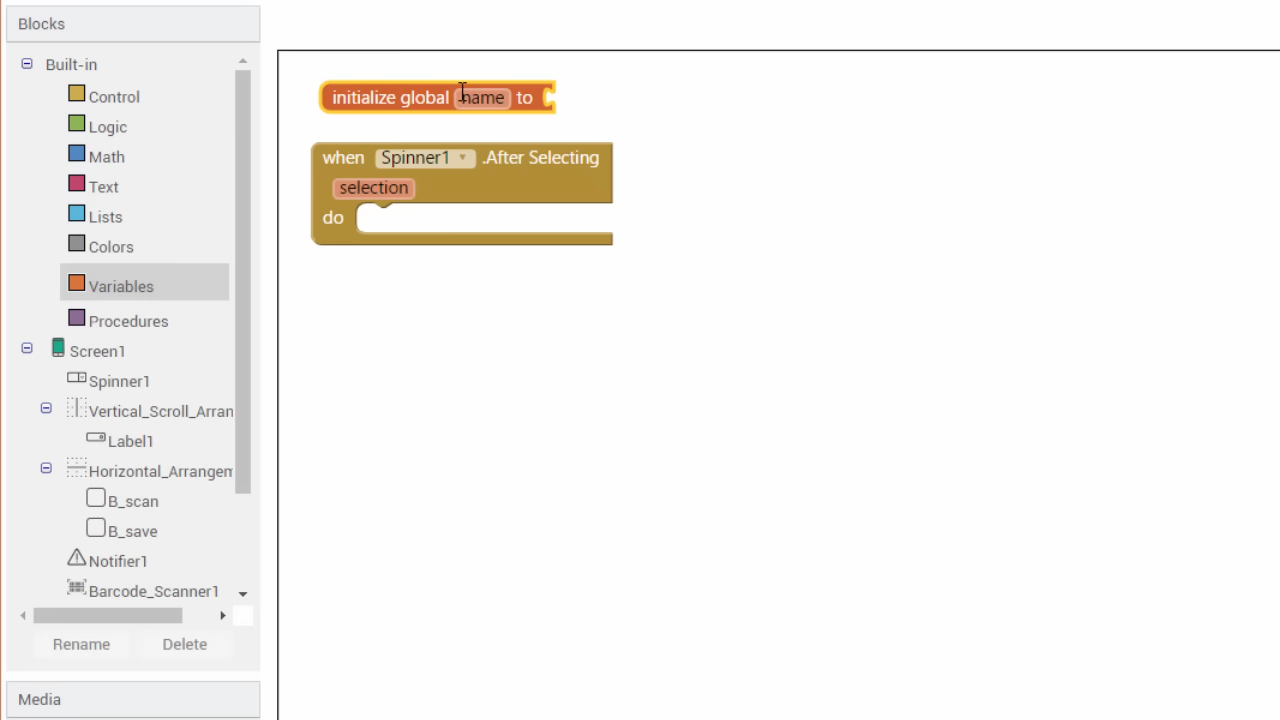 Blocks
Built-in
Control
Logic
Math
Text
Lists
Colors
Variables
Procedures
Screen1
Spinner1
Vertical_Scroll_Arran
Label1
Horizontal_Arrangem
B_scan
B_save
Notifier1
Barcode_Scanner1
Rename Delete
Media
initialize global name to
when Spinner1 .After Selecting
selection
do